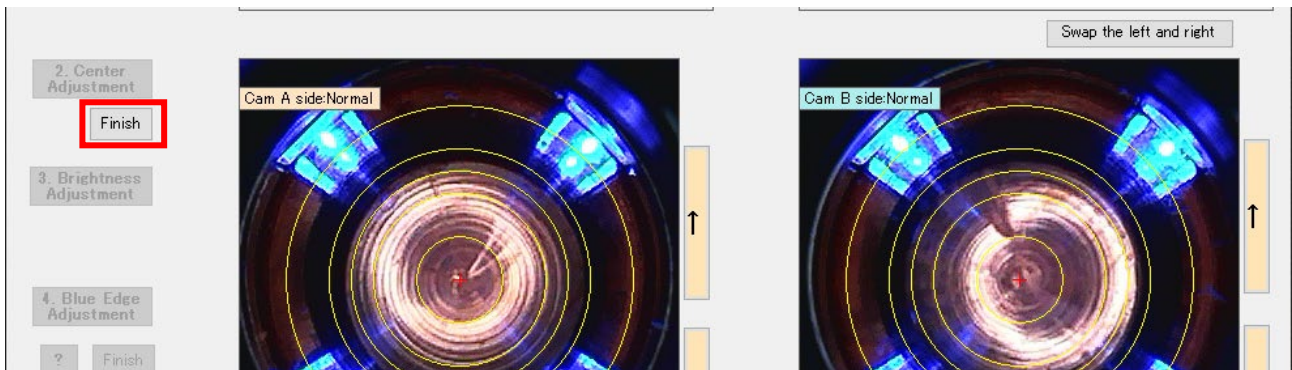 Swap the left and right
2. Center
Adjustment
Finish
Cam A side:Normal
Cam B side:Normal
3. Brightness
Adjustment
↑
↑
4. Blue Edge
Adjustment
?
Finish